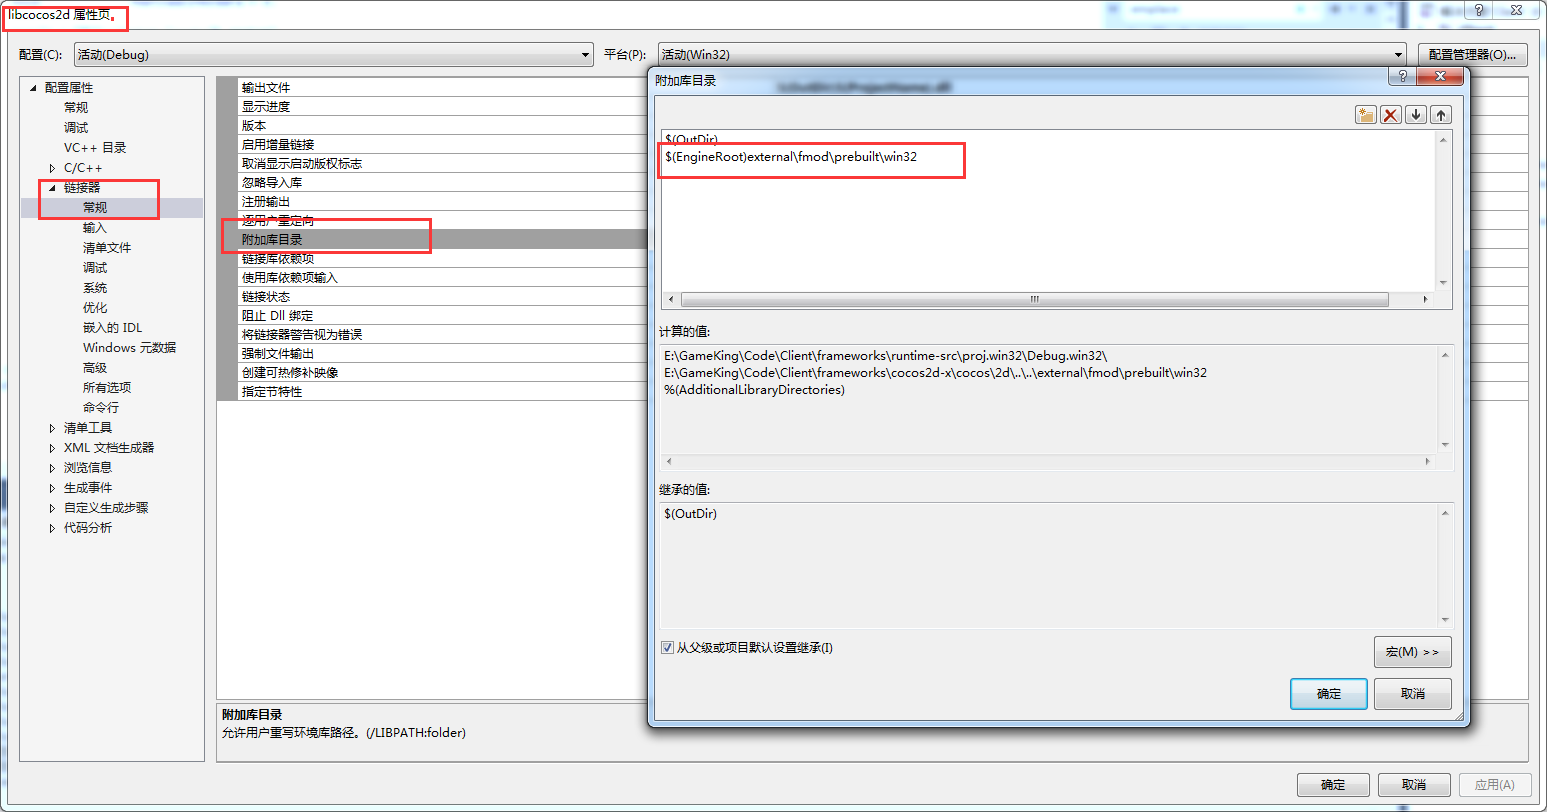 libcocos2d 属性页
配置(C):
活动(Debug)
平台(P):
活动(Win32)
配置管理器(O)...
配置属性
常规
调试
VC++ 目录
C/C++
链接器
常规
输入
清单文件
调试
系统
优化
嵌入的 IDL
Windows 元数据
高级
所有选项
命令行
清单工具
XML 文档生成器
浏览信息
生成事件
自定义生成步骤
代码分析
输出文件
显示进度
版本
启用增量链接
取消显示启动版权标志
忽略导入库
注册输出
逐用户重定向
附加库目录
链接库依赖项
使用库依赖项输入
链接状态
阻止 Dll 绑定
将链接器警告视为错误
强制文件输出
创建可热修补映像
指定节特性
附加库目录
允许用户重写环境库路径。(/LIBPATH:folder)
附加库目录
$(OutDir)
$(EngineRoot)external\fmod\prebuilt\win32
计算的值:
E:\GameKing\Code\Client\frameworks\runtime-src\proj.win32\Debug.win32\
E:\GameKing\Code\Client\frameworks\cocos2d-x\cocos\2d\..\..\external\fmod\prebuilt\win32
%(AdditionalLibraryDirectories)
继承的值:
$(OutDir)
从父级或项目默认设置继承(I)
宏(M) >>
确定
取消
确定
取消
应用(A)